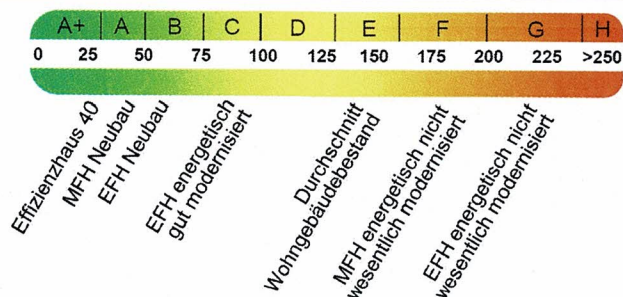 A+ A B C D E F G H
0 25 50 75 100 125 150 175 200 225 >250
Effizienzhaus 40
MFH Neubau
EFH Neubau
EFH energetisch
gut modernisiert
Durchschnitt
Wohngebäudebestand
MFH energetisch nicht
wesentlich modernisiert
EFH energetisch nicht
wesentlich modernisiert